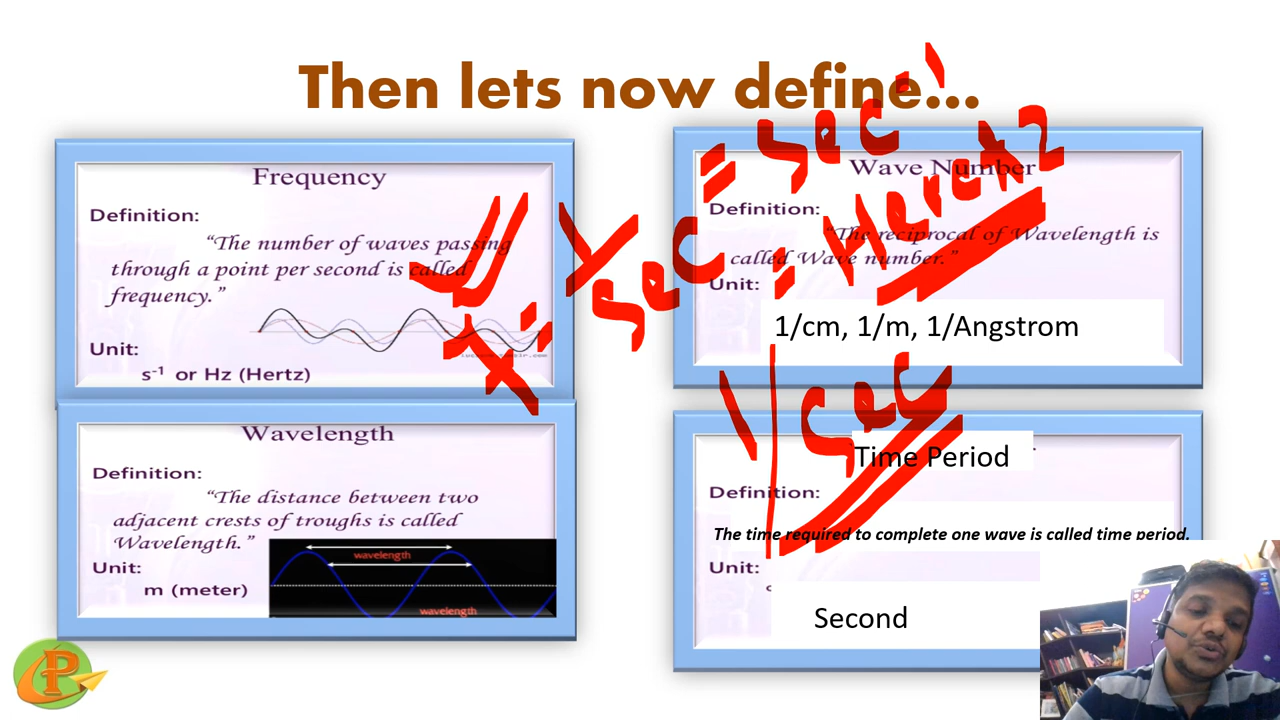 Then lets now define...
Frequency
Definition:
“The number of waves passing
through a point per second is called
frequency.”
Unit:
s⁻¹ or Hz (Hertz)
Wave Number
Definition:
“The reciprocal of Wavelength is
called Wave number.”
Unit:
1/cm, 1/m, 1/Angstrom
Wavelength
Definition:
“The distance between two
adjacent crests of troughs is called
Wavelength.”
Unit:
m (meter)
wavelength
wavelength
Time Period
Definition:
The time required to complete one wave is called time period.
Unit:
Second
= sec⁻¹
1/sec
=
1/sec
P